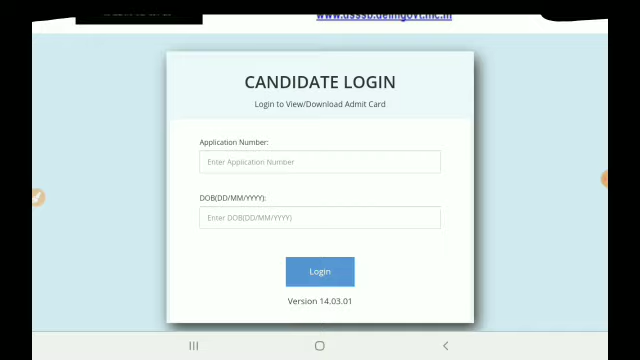 CANDIDATE LOGIN
Login to View/Download Admit Card
Application Number:
Enter Application Number
DOB(DD/MM/YYYY):
Enter DOB(DD/MM/YYYY)
Login
Version 14.03.01